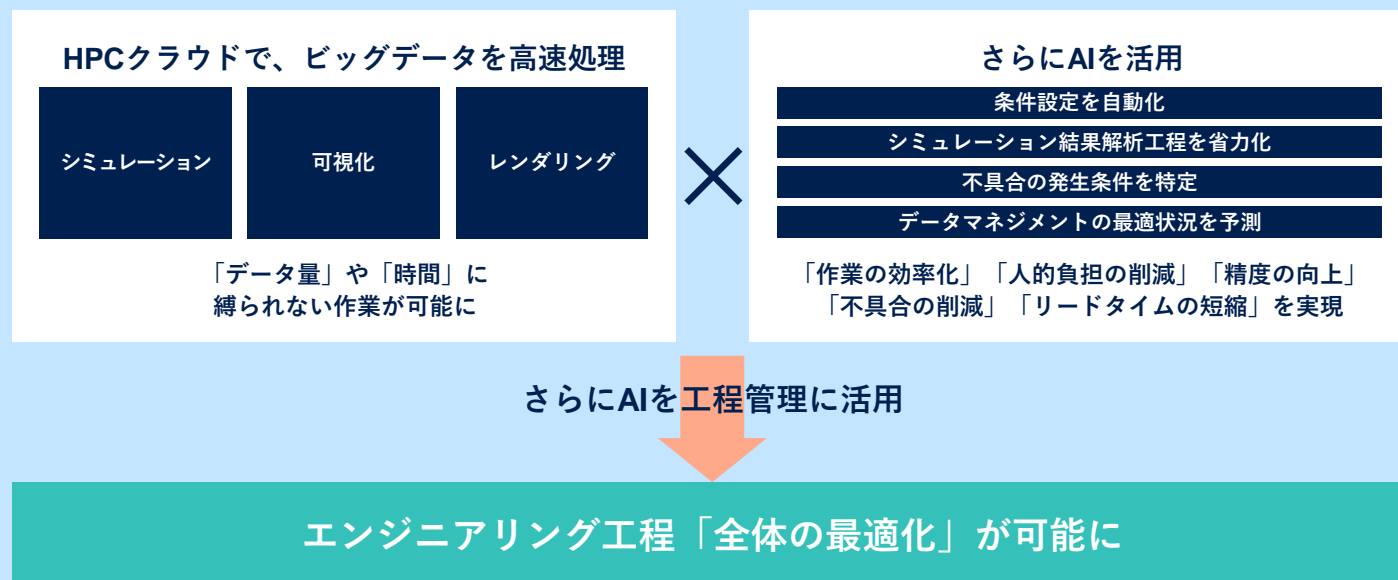 HPCクラウドで、ビッグデータを高速処理
シミュレーション
可視化
レンダリング
「データ量」や「時間」に
縛られない作業が可能に
さらにAIを活用
条件設定を自動化
シミュレーション結果解析工程を省力化
不具合の発生条件を特定
データマネジメントの最適状況を予測
「作業の効率化」「人的負担の削減」「精度の向上」
「不具合の削減」「リードタイムの短縮」を実現
さらにAIを工程管理に活用
エンジニアリング工程「全体の最適化」が可能に